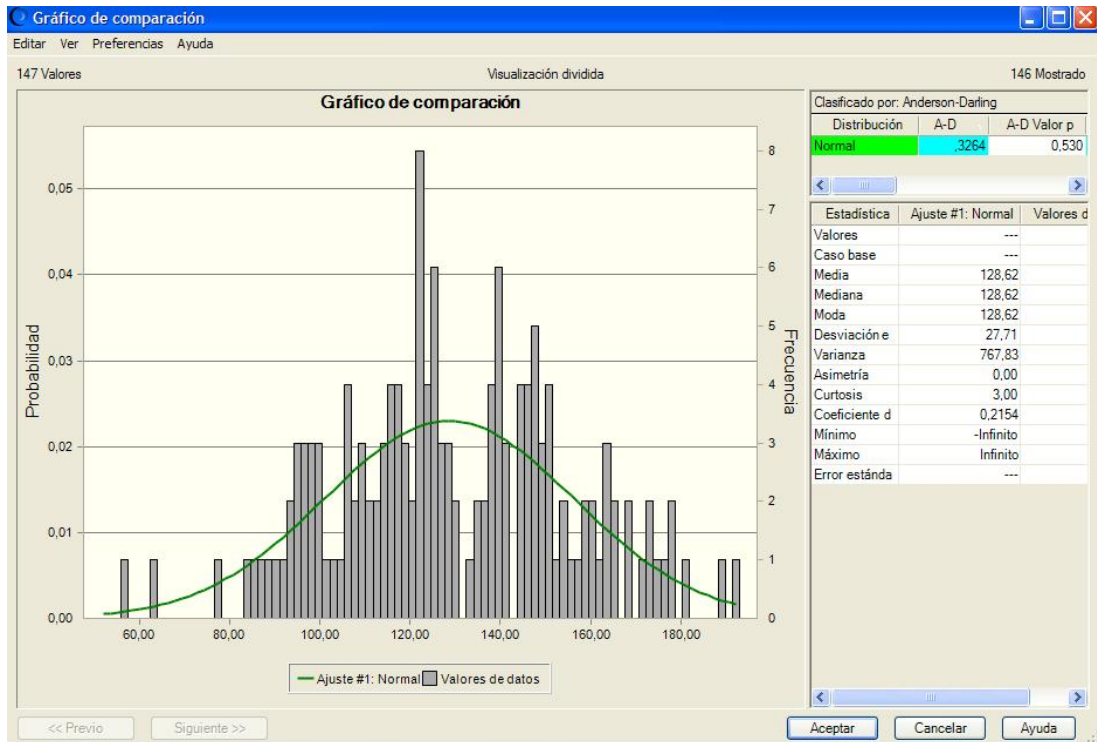 Gráfico de comparación
Editar Ver Preferencias Ayuda
147 Valores Visualización dividida 146 Mostrado
Gráfico de comparación
Probabilidad
0,05
0,04
0,03
0,02
0,01
0,00
8
7
6
5
4
3
2
1
0
Frecuencia
60,00 80,00 100,00 120,00 140,00 160,00 180,00
Ajuste #1: Normal Valores de datos
Clasificado por: Anderson-Darling
Distribución A-D A-D Valor p
Normal ,3264 0,530
Estadística Ajuste #1: Normal Valores d
Valores ---
Caso base ---
Media 128,62
Mediana 128,62
Moda 128,62
Desviación e 27,71
Varianza 767,83
Asimetría 0,00
Curtosis 3,00
Coeficiente d 0,2154
Mínimo -Infinito
Máximo Infinito
Error estánda ---
<< Previo Siguiente >> Aceptar Cancelar Ayuda